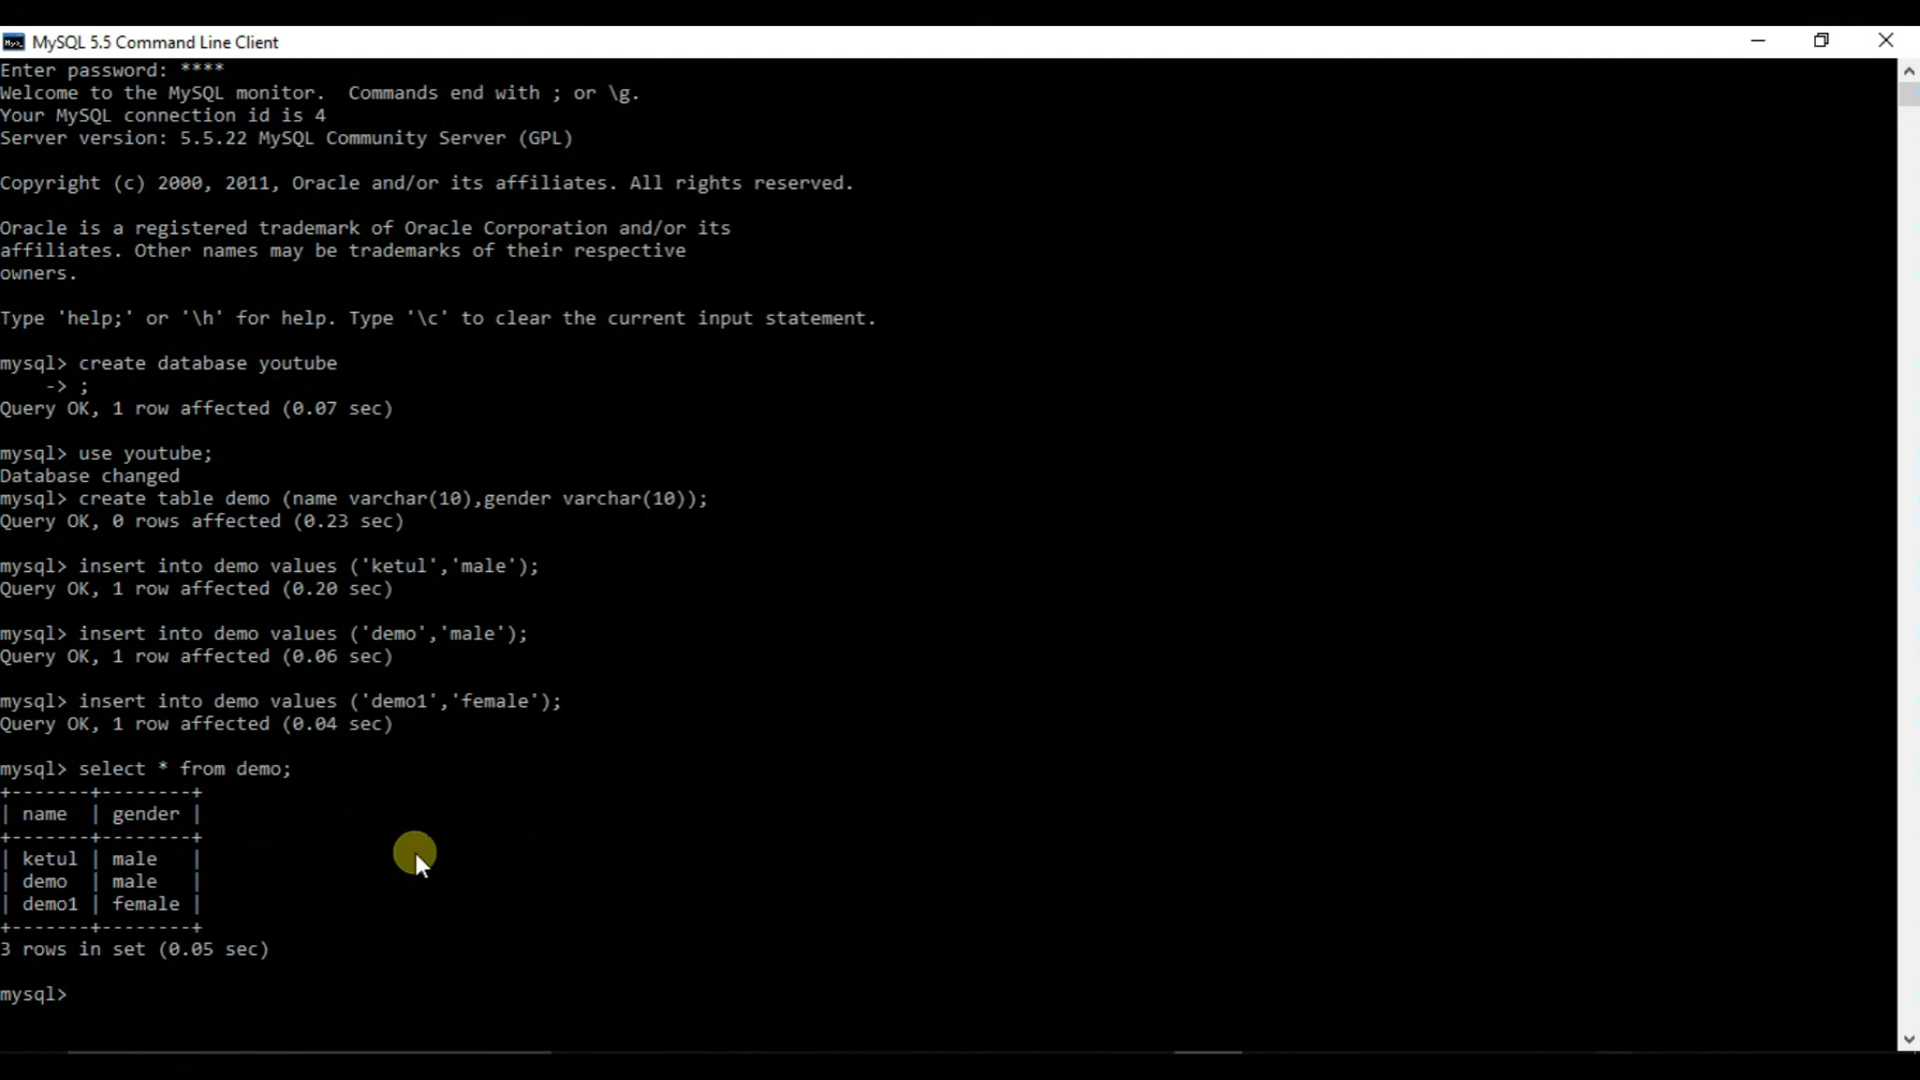 MySQL 5.5 Command Line Client
Enter password: ****
Welcome to the MySQL monitor.  Commands end with ; or \g.
Your MySQL connection id is 4
Server version: 5.5.22 MySQL Community Server (GPL)
Copyright (c) 2000, 2011, Oracle and/or its affiliates. All rights reserved.
Oracle is a registered trademark of Oracle Corporation and/or its
affiliates. Other names may be trademarks of their respective
owners.
Type 'help;' or '\h' for help. Type '\c' to clear the current input statement.
mysql> create database youtube
    -> ;
Query OK, 1 row affected (0.07 sec)
mysql> use youtube;
Database changed
mysql> create table demo (name varchar(10),gender varchar(10));
Query OK, 0 rows affected (0.23 sec)
mysql> insert into demo values ('ketul','male');
Query OK, 1 row affected (0.20 sec)
mysql> insert into demo values ('demo','male');
Query OK, 1 row affected (0.06 sec)
mysql> insert into demo values ('demo1','female');
Query OK, 1 row affected (0.04 sec)
mysql> select * from demo;
+-------+--------+
| name  | gender |
+-------+--------+
| ketul | male   |
| demo  | male   |
| demo1 | female |
+-------+--------+
3 rows in set (0.05 sec)
mysql>